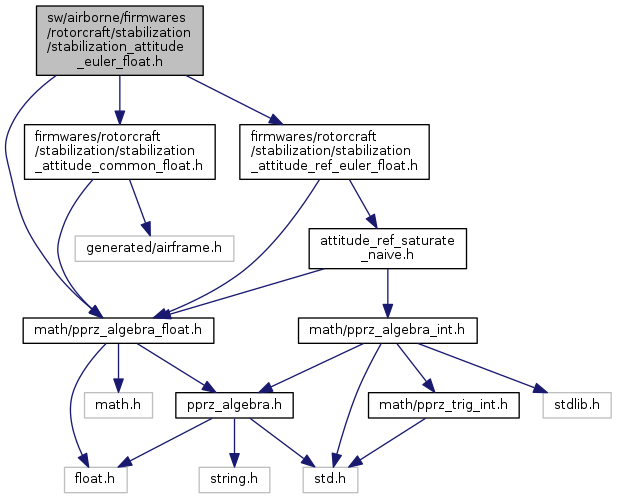 sw/airborne/firmwares
/rotorcraft/stabilization
/stabilization_attitude
_euler_float.h
firmwares/rotorcraft
/stabilization/stabilization
_attitude_common_float.h
firmwares/rotorcraft
/stabilization/stabilization
_attitude_ref_euler_float.h
generated/airframe.h
attitude_ref_saturate
_naive.h
math/pprz_algebra_float.h
math/pprz_algebra_int.h
math.h
pprz_algebra.h
math/pprz_trig_int.h
stdlib.h
float.h
string.h
std.h